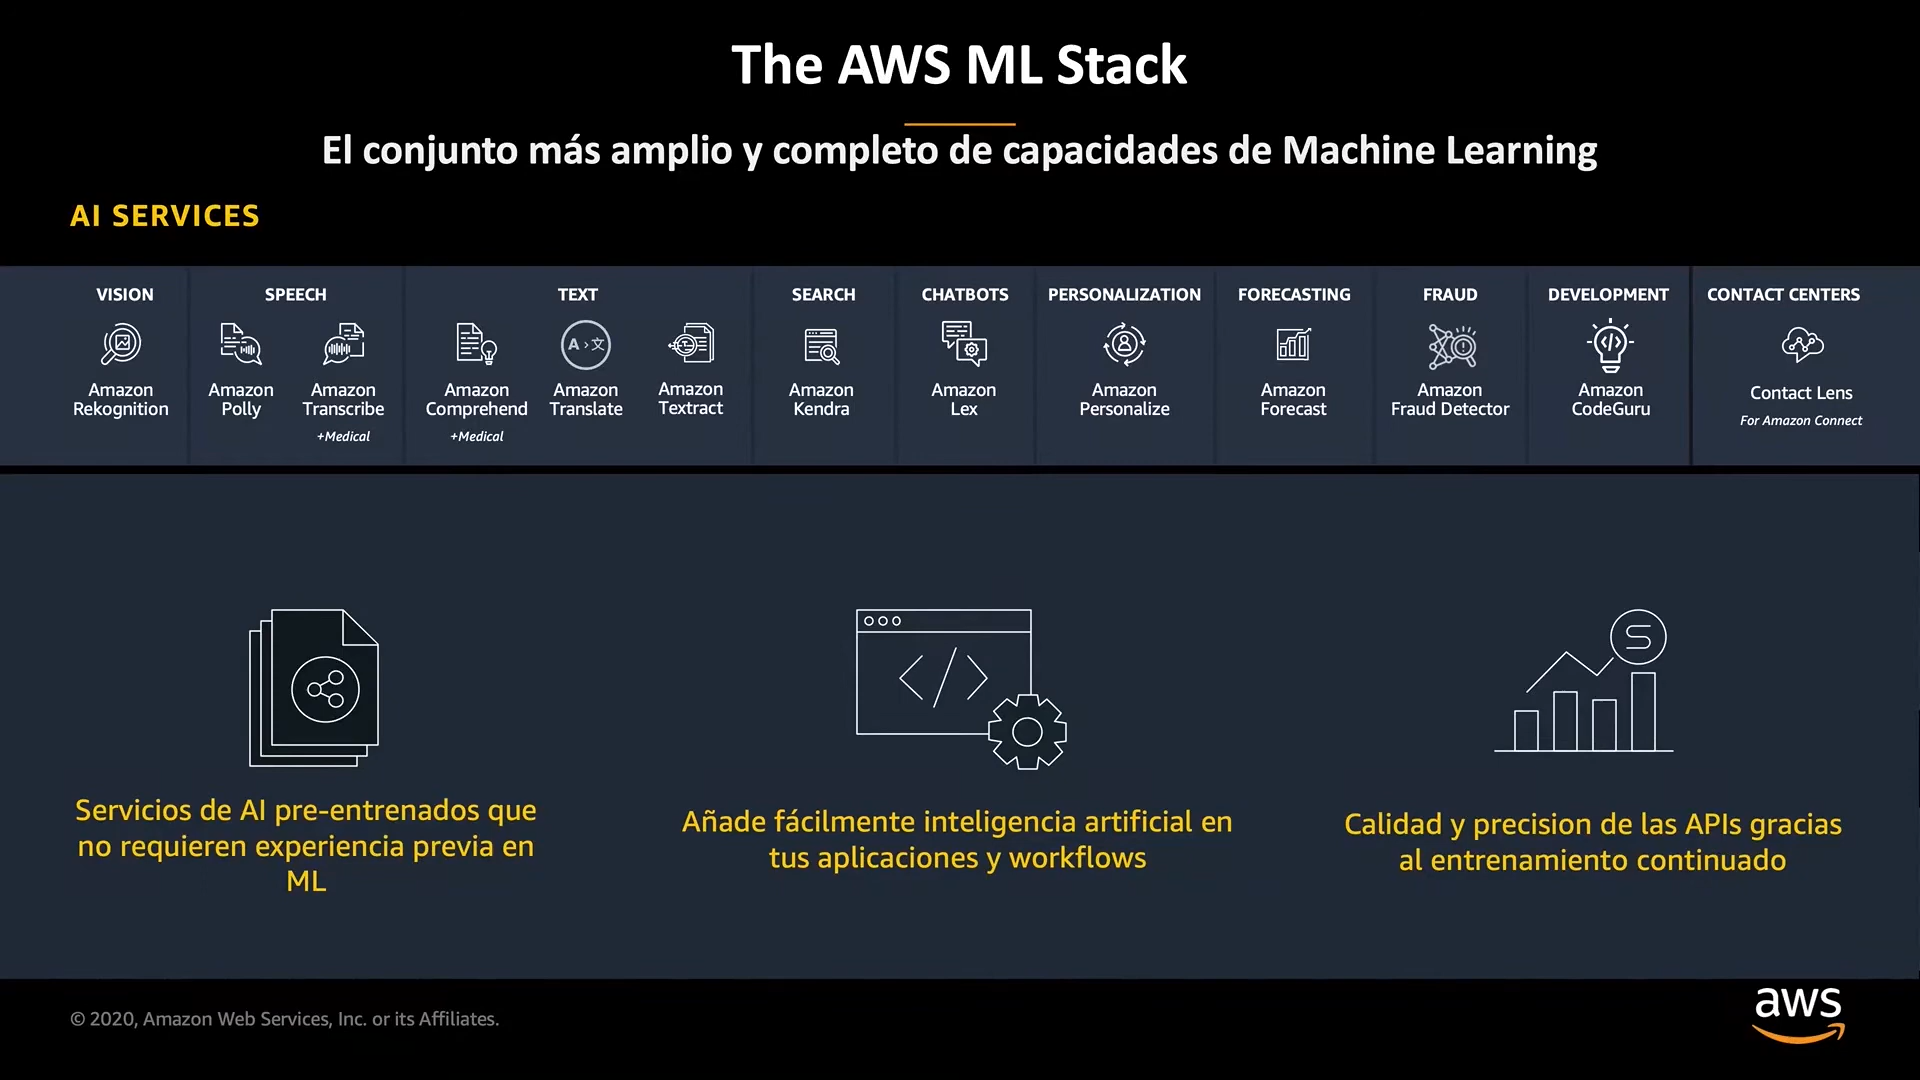 The AWS ML Stack
El conjunto más amplio y completo de capacidades de Machine Learning
AI SERVICES
VISION
Amazon
Rekognition
SPEECH
Amazon
Polly
Amazon
Transcribe
+Medical
TEXT
Amazon
Comprehend
+Medical
A>文
Amazon
Translate
Amazon
Textract
SEARCH
Amazon
Kendra
CHATBOTS
Amazon
Lex
PERSONALIZATION
Amazon
Personalize
FORECASTING
Amazon
Forecast
FRAUD
Amazon
Fraud Detector
DEVELOPMENT
Amazon
CodeGuru
CONTACT CENTERS
Contact Lens
For Amazon Connect
Servicios de AI pre-entrenados que
no requieren experiencia previa en
ML
Añade fácilmente inteligencia artificial en
tus aplicaciones y workflows
Calidad y precision de las APIs gracias
al entrenamiento continuado
© 2020, Amazon Web Services, Inc. or its Affiliates.
aws